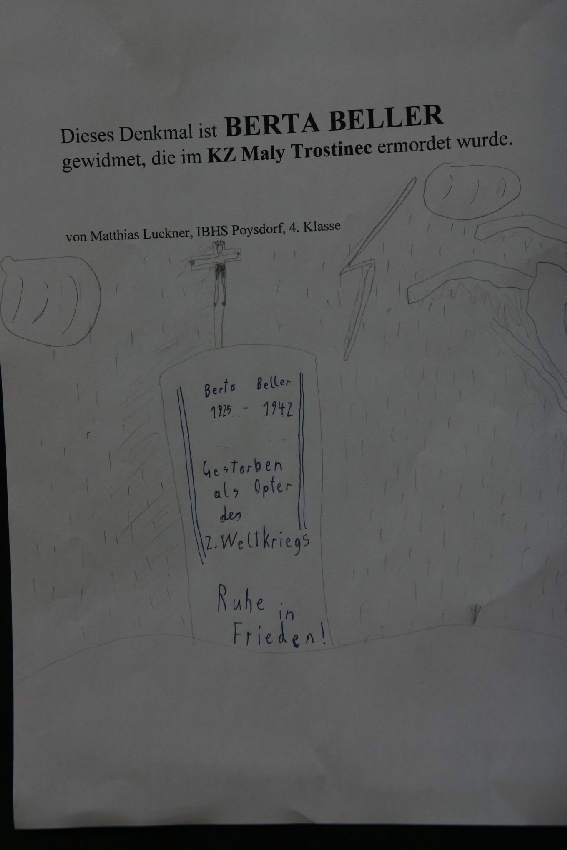 Dieses Denkmal ist BERTA BELLER
gewidmet, die im KZ Maly Trostinec ermordet wurde.
von Matthias Luckner, IBHS Poysdorf, 4. Klasse
Berta Beller
1925 - 1942
Gestorben
als Opfer
des
2. Weltkriegs
Ruhe in
Frieden!